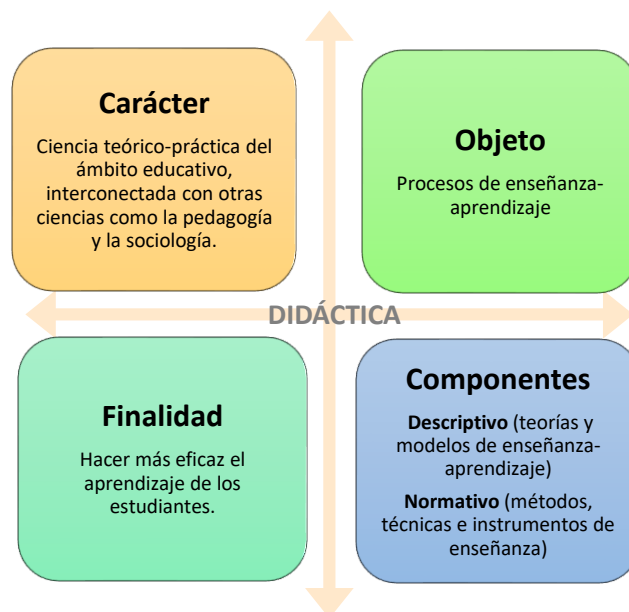 Carácter
Ciencia teórico-práctica del
ámbito educativo,
interconectada con otras
ciencias como la pedagogía
y la sociología.
Objeto
Procesos de enseñanza-
aprendizaje
DIDÁCTICA
Finalidad
Hacer más eficaz el
aprendizaje de los
estudiantes.
Componentes
Descriptivo (teorías y
modelos de enseñanza-
aprendizaje)
Normativo (métodos,
técnicas e instrumentos de
enseñanza)